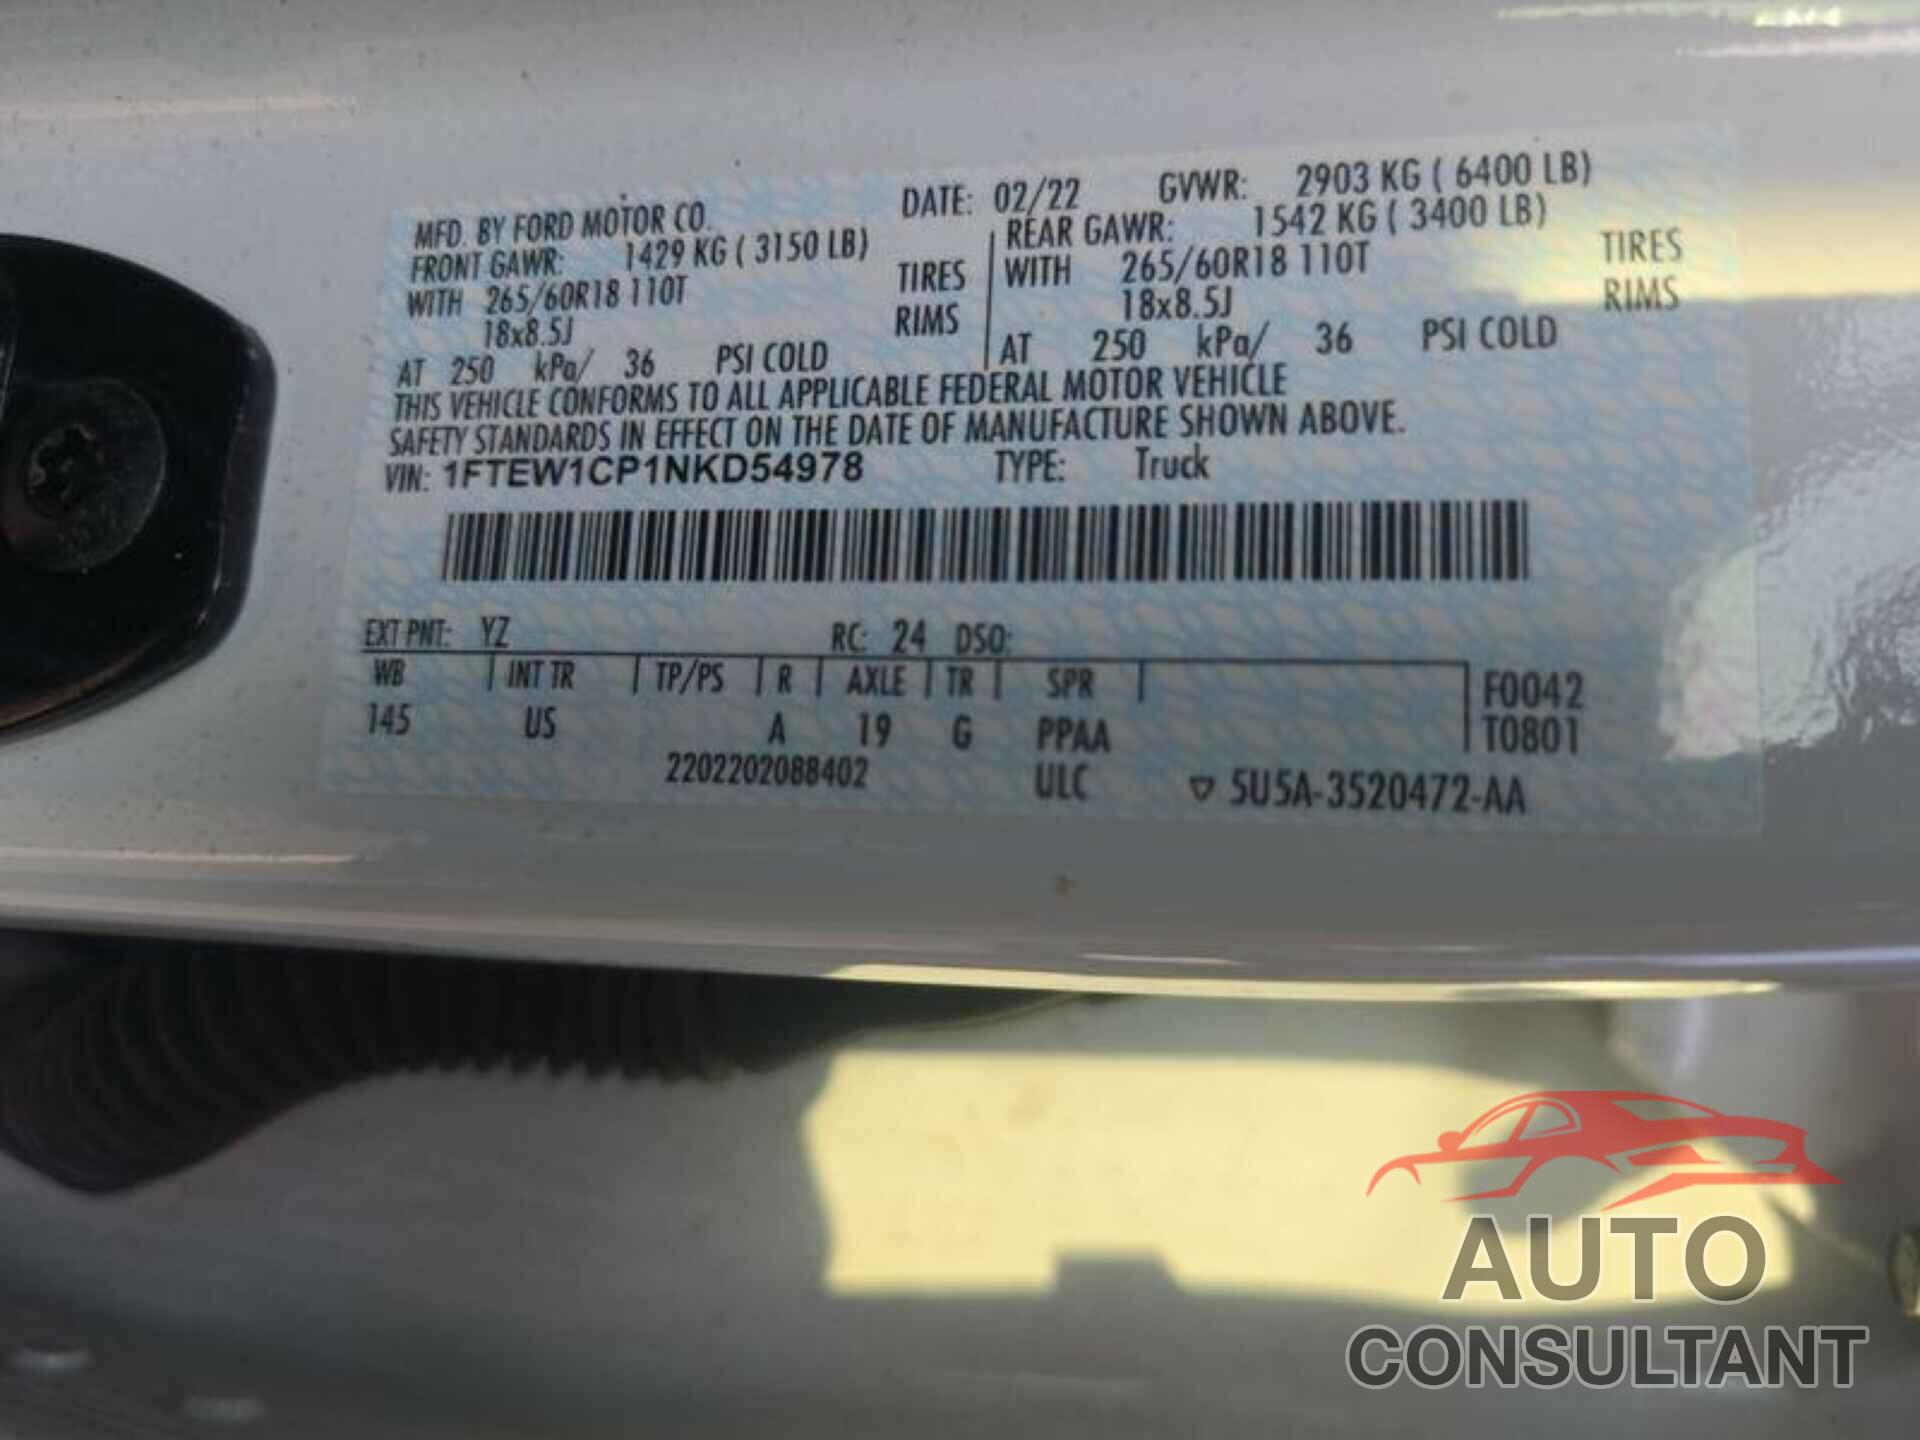 MFD. BY FORD MOTOR CO. DATE: 02/22 GVWR: 2903 KG ( 6400 LB)
FRONT GAWR: 1429 KG ( 3150 LB) REAR GAWR: 1542 KG ( 3400 LB)
WITH 265/60R18 110T TIRES WITH 265/60R18 110T TIRES
18x8.5J RIMS 18x8.5J RIMS
AT 250 kPa/ 36 PSI COLD AT 250 kPa/ 36 PSI COLD
THIS VEHICLE CONFORMS TO ALL APPLICABLE FEDERAL MOTOR VEHICLE
SAFETY STANDARDS IN EFFECT ON THE DATE OF MANUFACTURE SHOWN ABOVE.
VIN: 1FTEW1CP1NKD54978 TYPE: Truck
EXT PNT: YZ RC: 24 DSO:
WB INT TR TP/PS R AXLE TR SPR F0042
145 US A 19 G PPAA T0801
2202202088402 ULC ▽ 5U5A-3520472-AA
AUTO
CONSULTANT